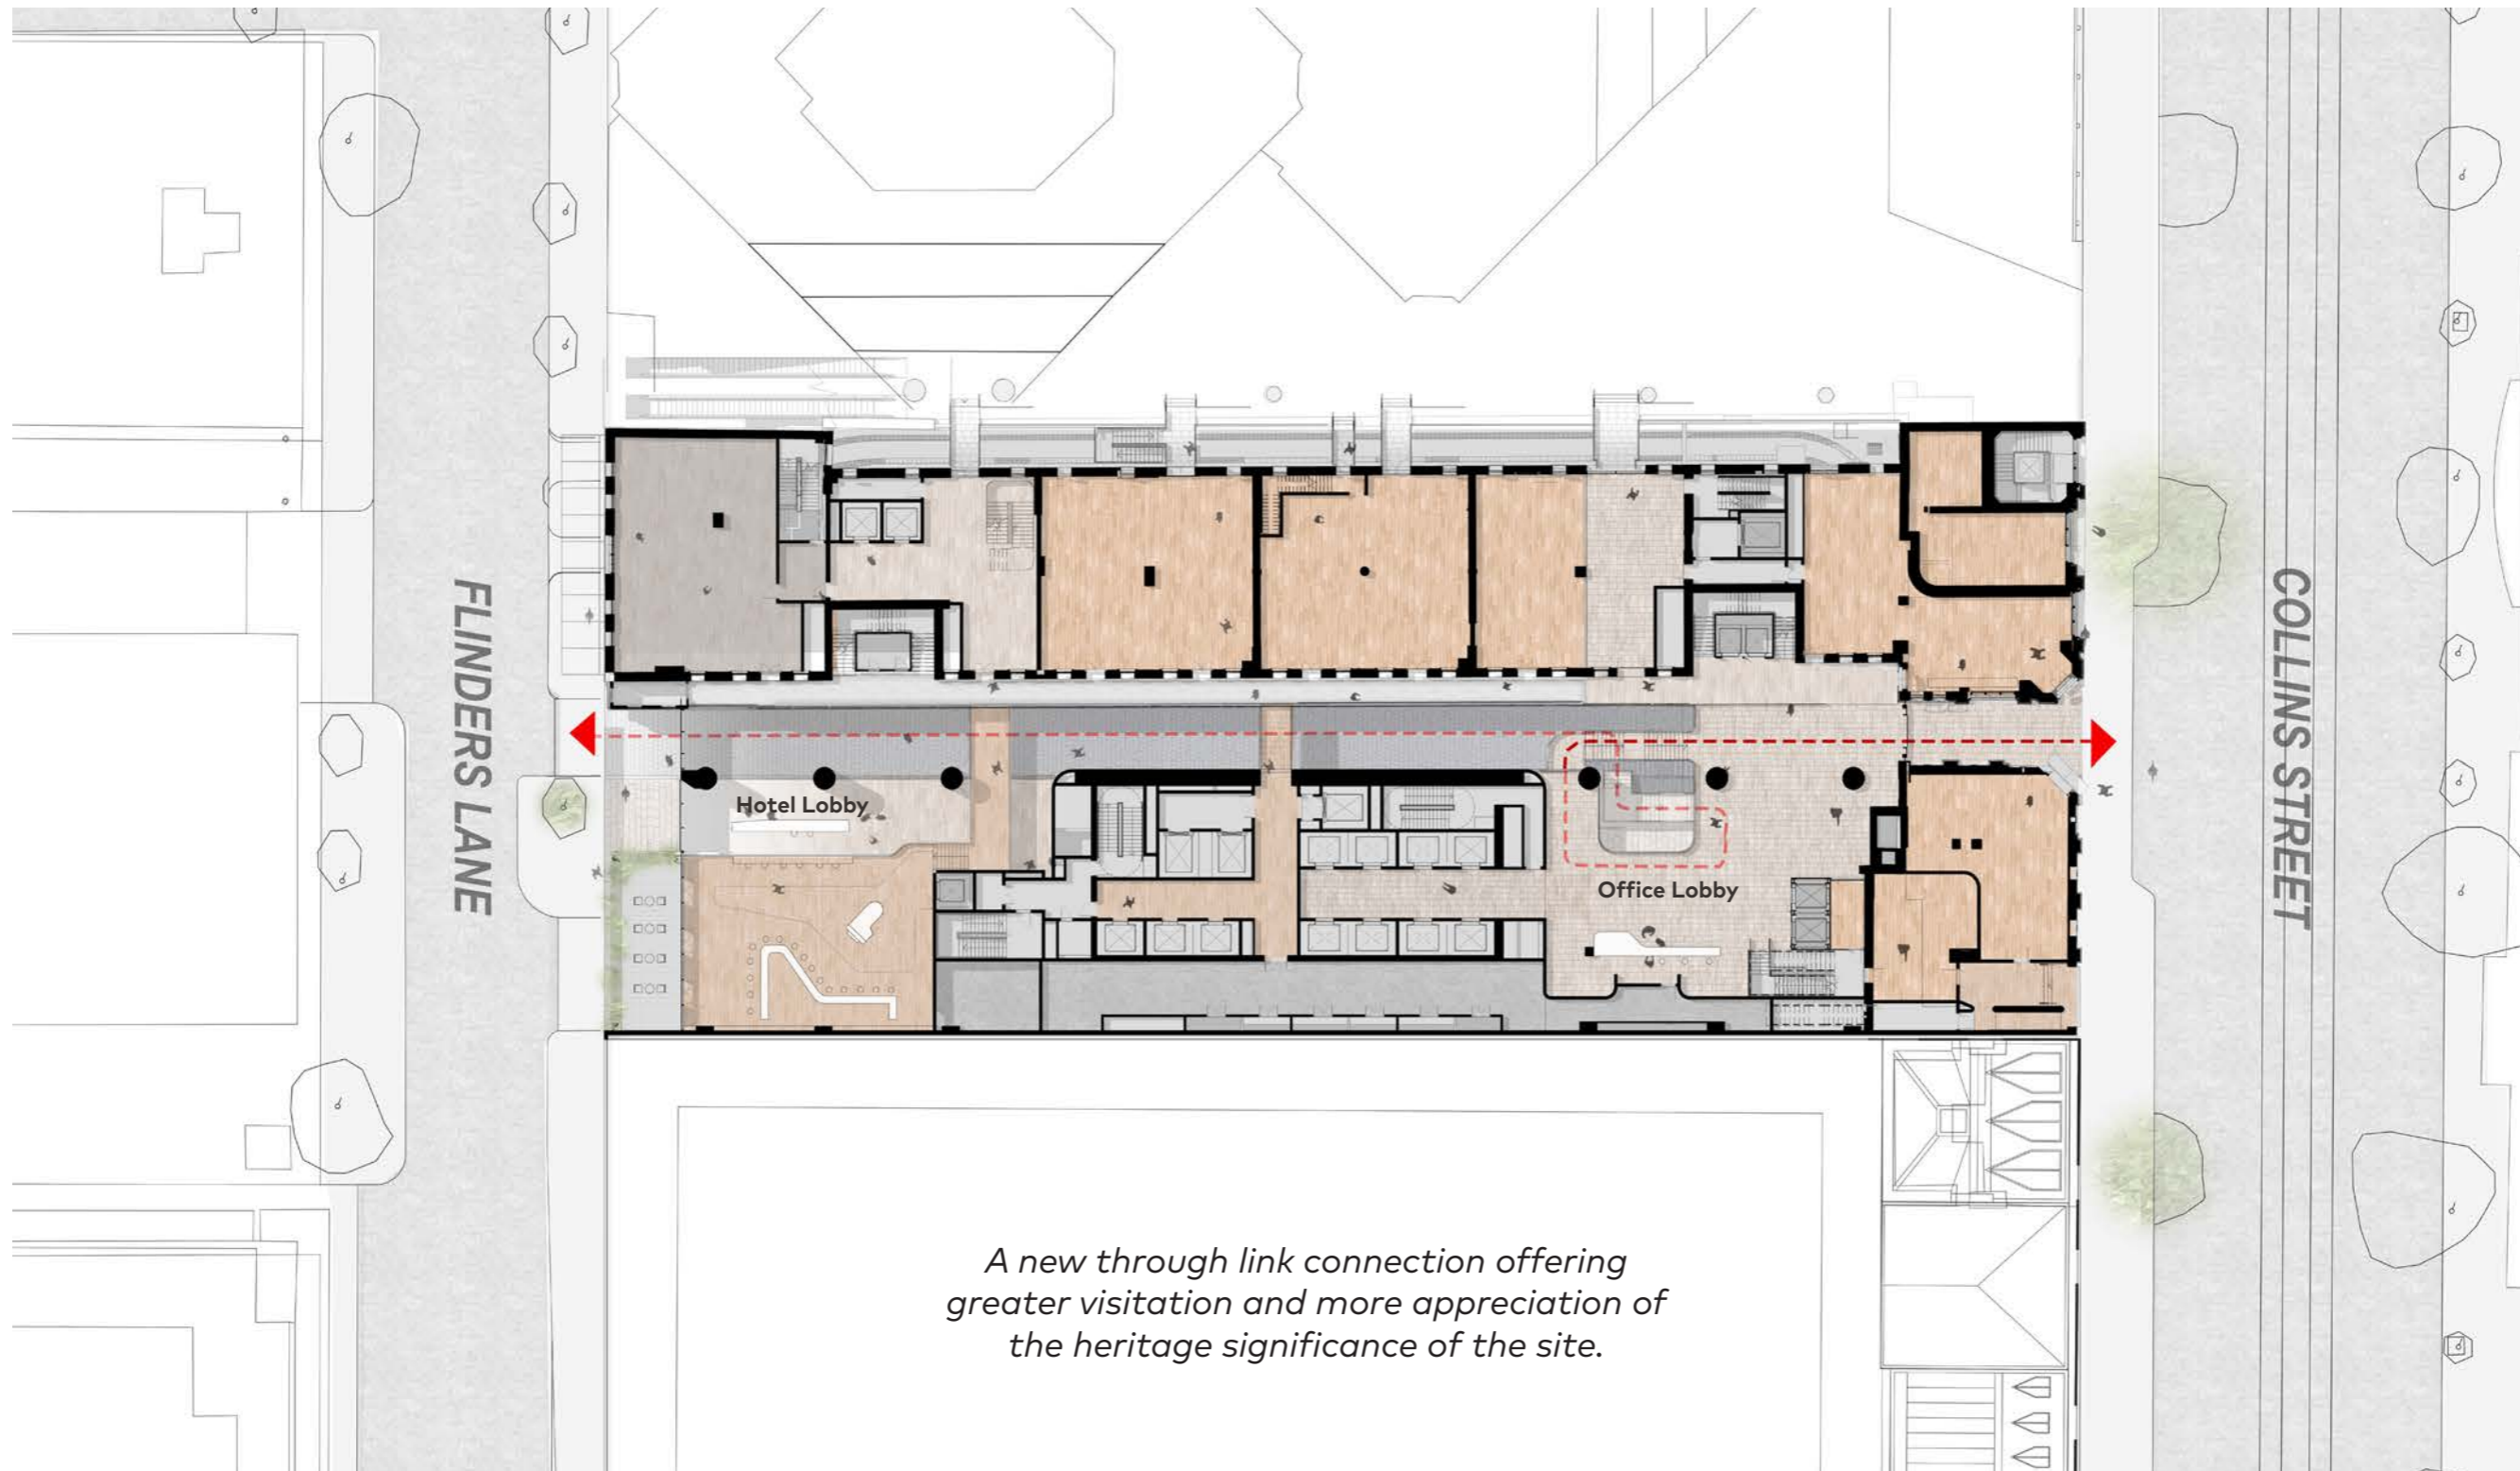 FLINDERS LANE
COLLINS STREET
Hotel Lobby
Office Lobby
A new through link connection offering
greater visitation and more appreciation of
the heritage significance of the site.